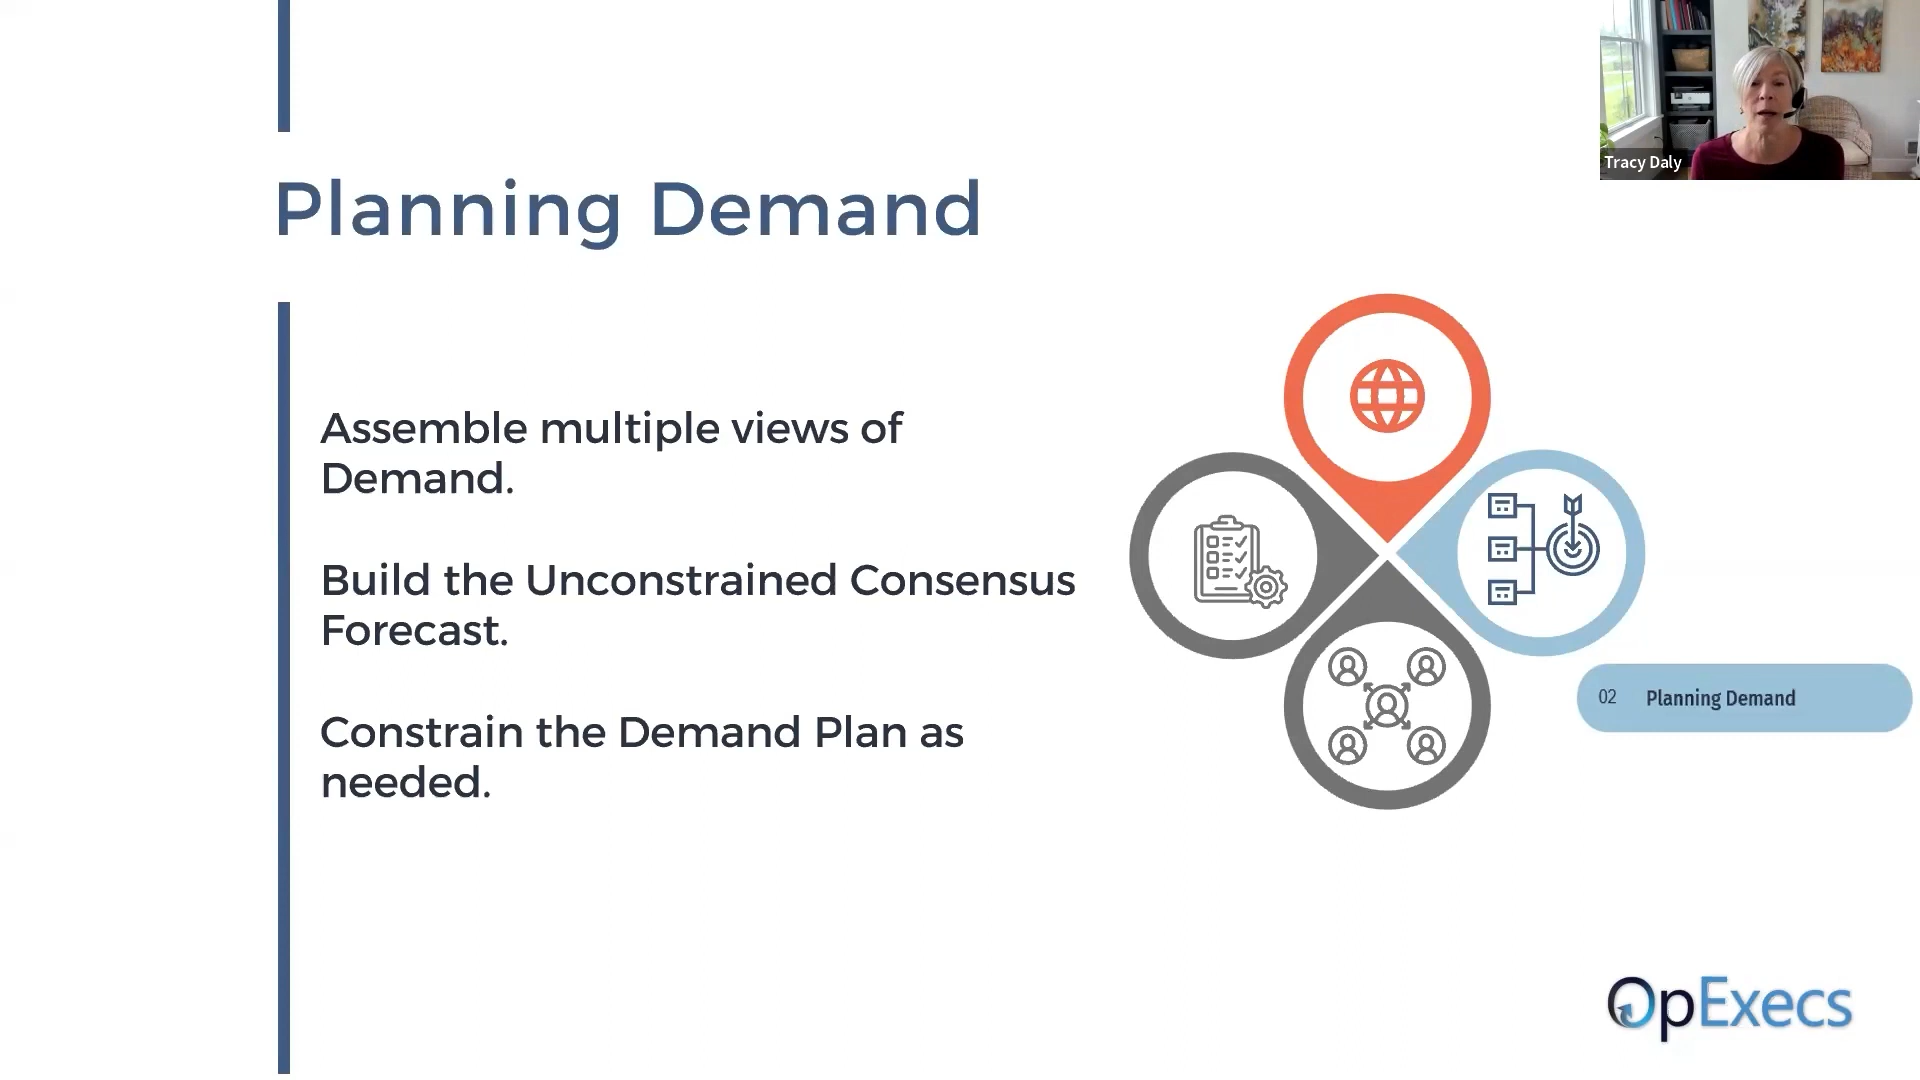 Tracy Daly
Planning Demand
Assemble multiple views of
Demand.
Build the Unconstrained Consensus
Forecast.
Constrain the Demand Plan as
needed.
02 Planning Demand
OpExecs